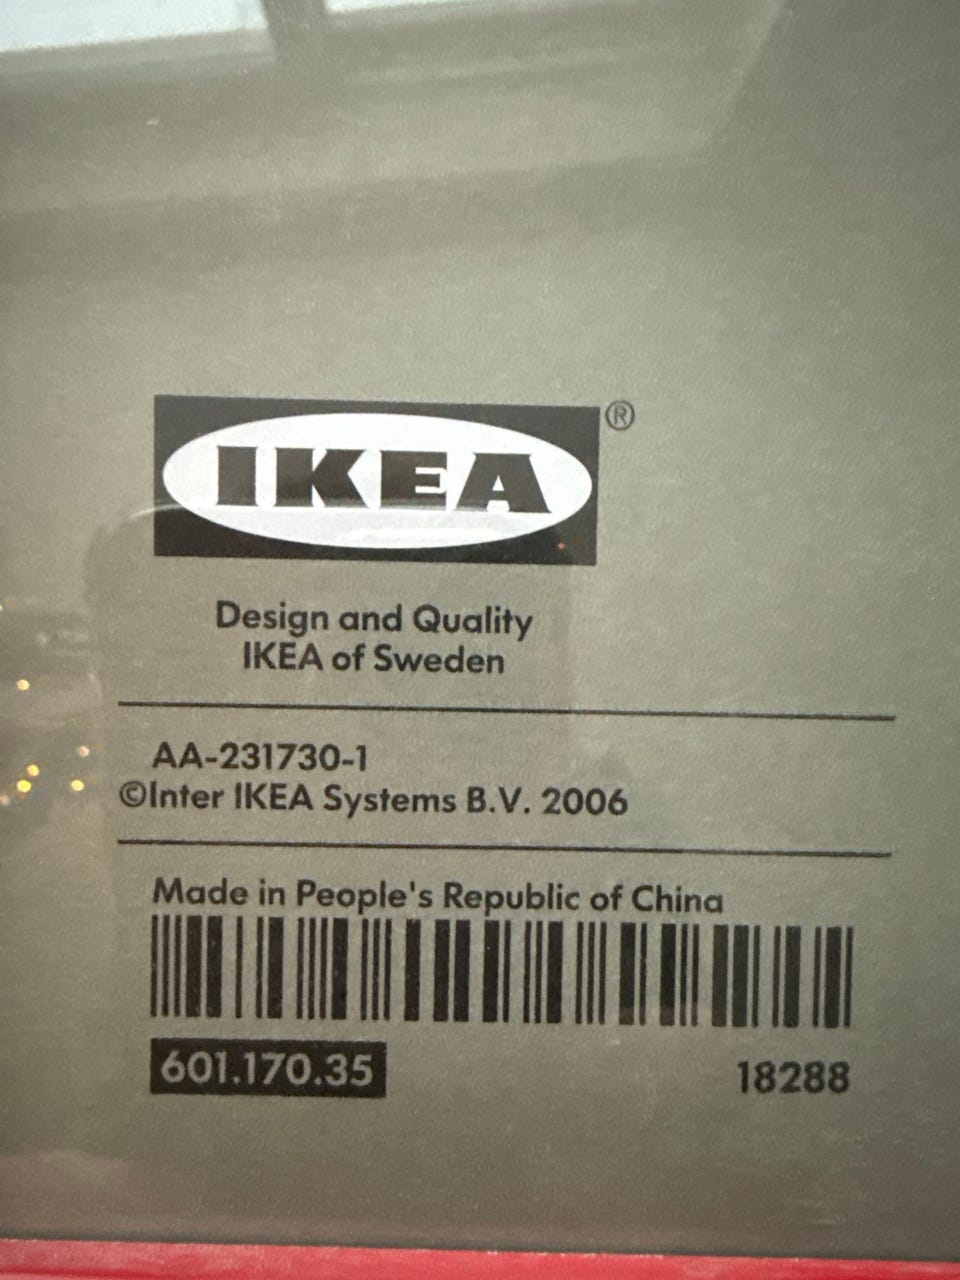 IKEA®
Design and Quality
IKEA of Sweden
AA-231730-1
©Inter IKEA Systems B.V. 2006
Made in People's Republic of China
601.170.35 18288